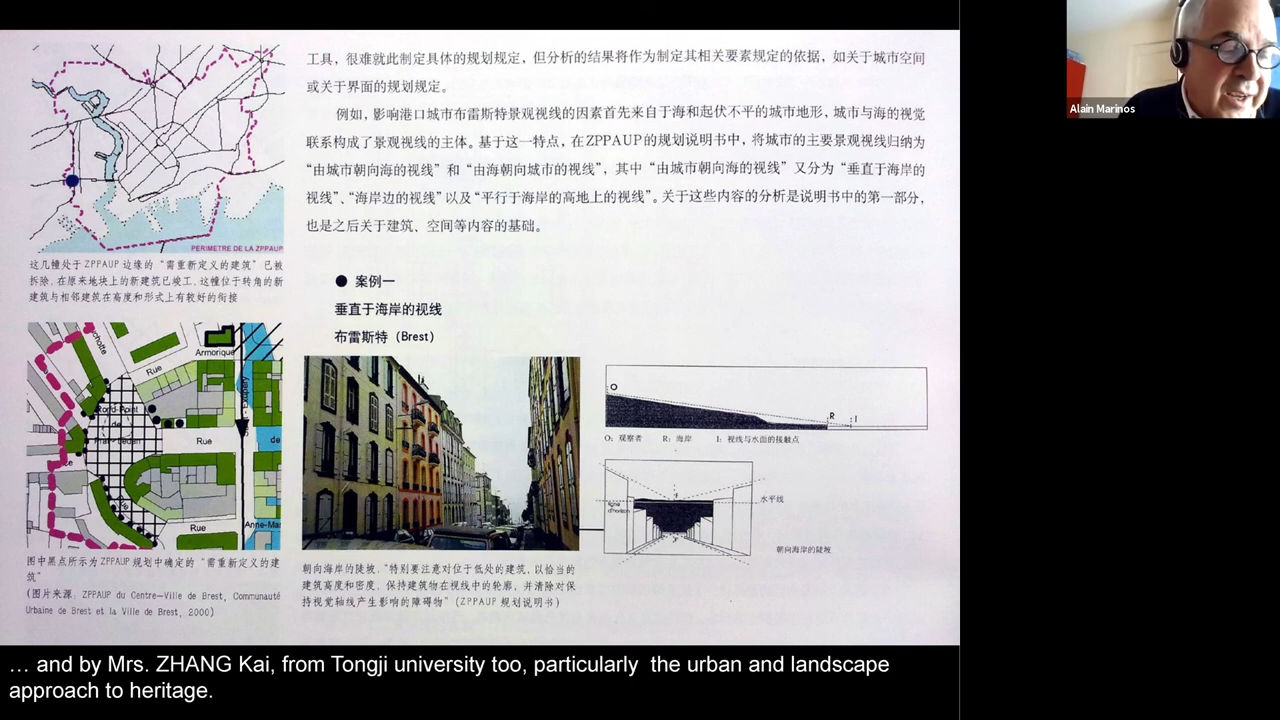 工具，很难就此制定具体的规划规定，但分析的结果将作为制定其相关要素规定的依据，如关于城市空间
或关于界面的规划规定。
例如，影响港口城市布雷斯特景观视线的因素首先来自于海和起伏不平的城市地形，城市与海的视觉
联系构成了景观视线的主体。基于这一特点，在ZPPAUP的规划说明书中，将城市的主要景观视线归纳为
“由城市朝向海的视线”和“由海朝向城市的视线”，其中“由城市朝向海的视线”又分为“垂直于海岸的
视线”、“海岸边的视线”以及“平行于海岸的高地上的视线”。关于这些内容的分析是说明书中的第一部分，
也是之后关于建筑、空间等内容的基础。
PERIMETRE DE LA ZPPAUP
这几幢处于ZPPAUP边缘的“需重新定义的建筑”已被
拆除，在原来地块上的新建筑已竣工，这幢位于转角的新
建筑与相邻建筑在高度和形式上有较好的衔接
● 案例一
垂直于海岸的视线
布雷斯特（Brest）
Armorique
Rue
Rond-Point
de
Rue
de
Rue
Anne-Mar
图中黑点所示为ZPPAUP规划中确定的“需重新定义的建
筑”
(图片来源：ZPPAUP du Centre-Ville de Brest, Communauté
Urbaine de Brest et la Ville de Brest, 2000)
朝向海岸的陡坡，“特别要注意对位于低处的建筑，以恰当的
建筑高度和密度，保持建筑物在视线中的轮廓，并清除对保
持视觉轴线产生影响的障碍物”(ZPPAUP规划说明书)
O
R
I
O：观察者 R：海岸 I：视线与水面的接触点
ligne
d'horizon
水平线
朝向海岸的陡坡
Alain Marinos
… and by Mrs. ZHANG Kai, from Tongji university too, particularly the urban and landscape
approach to heritage.